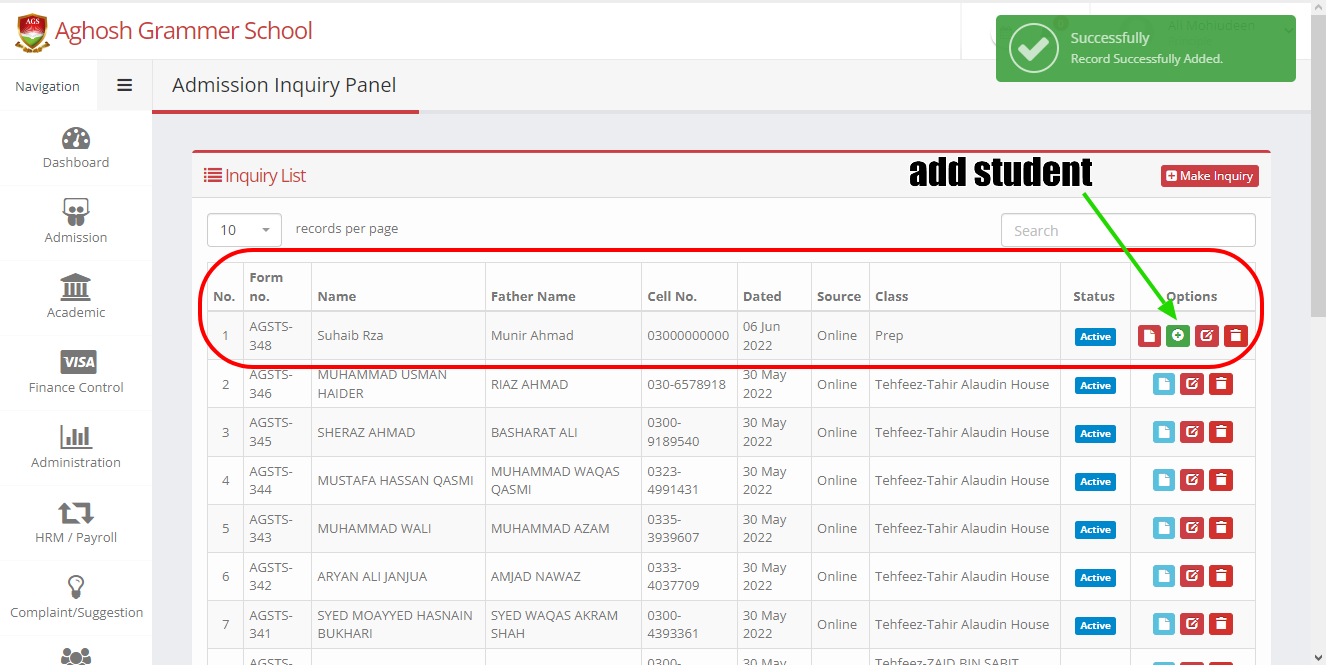 AGS
Aghosh Grammer School
Successfully
Record Successfully Added.
Navigation
Admission Inquiry Panel
Dashboard
Admission
Academic
VISA
Finance Control
Administration
HRM / Payroll
Complaint/Suggestion
Inquiry List
add student
Make Inquiry
10 records per page
Search
No. Form no. Name Father Name Cell No. Dated Source Class Status Options
1 AGSTS-348 Suhaib Rza Munir Ahmad 03000000000 06 Jun 2022 Online Prep Active
2 AGSTS-346 MUHAMMAD USMAN HAIDER RIAZ AHMAD 030-6578918 30 May 2022 Online Tehfeez-Tahir Alaudin House Active
3 AGSTS-345 SHERAZ AHMAD BASHARAT ALI 0300-9189540 30 May 2022 Online Tehfeez-Tahir Alaudin House Active
4 AGSTS-344 MUSTAFA HASSAN QASMI MUHAMMAD WAQAS QASMI 0323-4991431 30 May 2022 Online Tehfeez-Tahir Alaudin House Active
5 AGSTS-343 MUHAMMAD WALI MUHAMMAD AZAM 0335-3939607 30 May 2022 Online Tehfeez-Tahir Alaudin House Active
6 AGSTS-342 ARYAN ALI JANJUA AMJAD NAWAZ 0333-4037709 30 May 2022 Online Tehfeez-Tahir Alaudin House Active
7 AGSTS-341 SYED MOAYYED HASNAIN BUKHARI SYED WAQAS AKRAM SHAH 0300-4393361 30 May 2022 Online Tehfeez-Tahir Alaudin House Active
AGSTS- 0300- 30 May Tehfeez-ZAID BIN SABIT